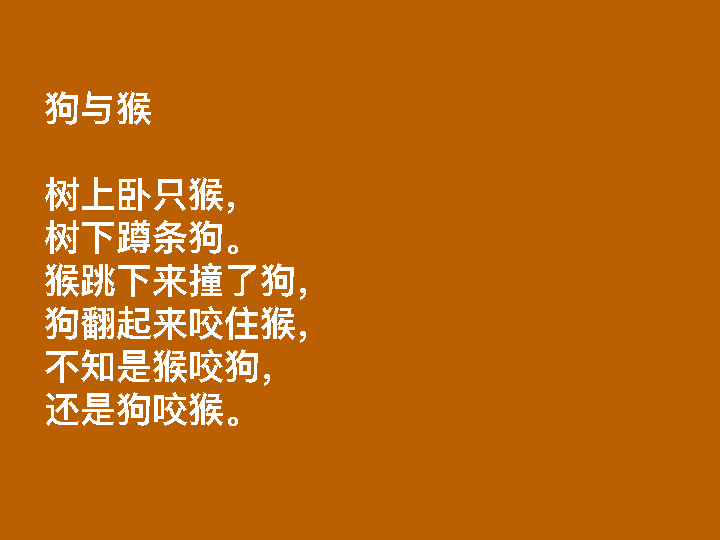 狗与猴
树上卧只猴，
树下蹲条狗。
猴跳下来撞了狗，
狗翻起来咬住猴，
不知是猴咬狗，
还是狗咬猴。